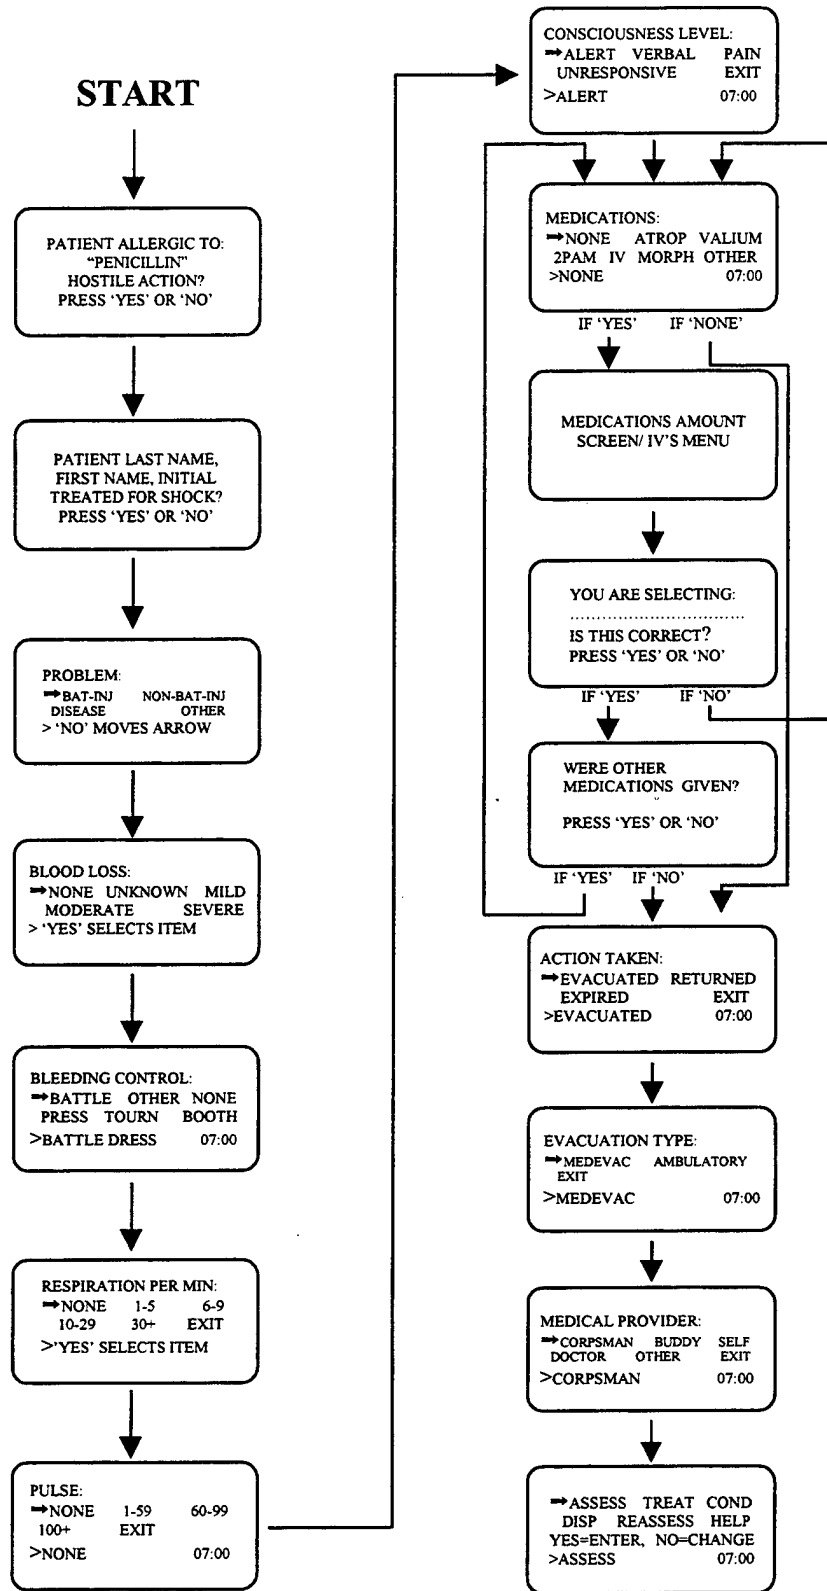 START
PATIENT ALLERGIC TO:
“PENICILLIN”
HOSTILE ACTION?
PRESS ‘YES’ OR ‘NO’
PATIENT LAST NAME,
FIRST NAME, INITIAL
TREATED FOR SHOCK?
PRESS ‘YES’ OR ‘NO’
PROBLEM:
➡BAT-INJ NON-BAT-INJ
DISEASE OTHER
> ‘NO’ MOVES ARROW
BLOOD LOSS:
➡NONE UNKNOWN MILD
MODERATE SEVERE
> ‘YES’ SELECTS ITEM
BLEEDING CONTROL:
➡BATTLE OTHER NONE
PRESS TOURN BOOTH
>BATTLE DRESS 07:00
RESPIRATION PER MIN:
➡NONE 1-5 6-9
10-29 30+ EXIT
>'YES' SELECTS ITEM
PULSE:
➡NONE 1-59 60-99
100+ EXIT
>NONE 07:00
CONSCIOUSNESS LEVEL:
➡ALERT VERBAL PAIN
UNRESPONSIVE EXIT
>ALERT 07:00
MEDICATIONS:
➡NONE ATROP VALIUM
2PAM IV MORPH OTHER
>NONE 07:00
IF ‘YES’ IF ‘NONE’
MEDICATIONS AMOUNT
SCREEN/ IV'S MENU
YOU ARE SELECTING:
..................................
IS THIS CORRECT?
PRESS ‘YES’ OR ‘NO’
IF ‘YES’ IF ‘NO’
WERE OTHER
MEDICATIONS GIVEN?
PRESS ‘YES’ OR ‘NO’
IF ‘YES’ IF ‘NO’
ACTION TAKEN:
➡EVACUATED RETURNED
EXPIRED EXIT
>EVACUATED 07:00
EVACUATION TYPE:
➡MEDEVAC AMBULATORY
EXIT
>MEDEVAC 07:00
MEDICAL PROVIDER:
➡CORPSMAN BUDDY SELF
DOCTOR OTHER EXIT
>CORPSMAN 07:00
➡ASSESS TREAT COND
DISP REASSESS HELP
YES=ENTER, NO=CHANGE
>ASSESS 07:00